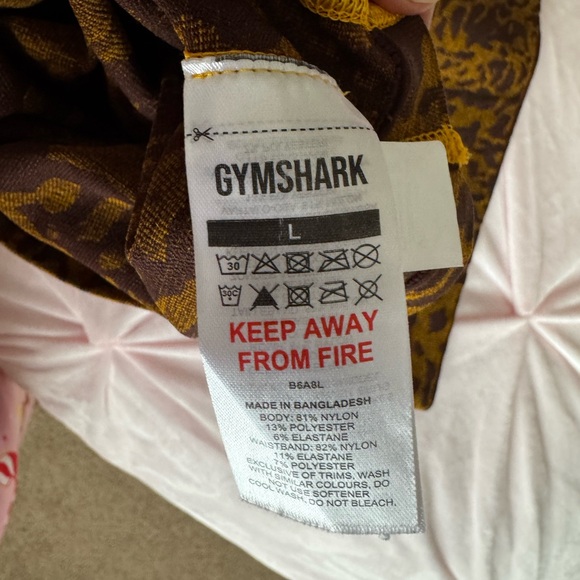 GYMSHARK
L
30
30C
KEEP AWAY
FROM FIRE
B6A8L
MADE IN BANGLADESH
BODY: 81% NYLON
13% POLYESTER
6% ELASTANE
WAISTBAND: 82% NYLON
11% ELASTANE
7% POLYESTER
EXCLUSIVE OF TRIMS, WASH
WITH SIMILAR COLOURS, DO
NOT USE SOFTENER
COOL WASH, DO NOT BLEACH.